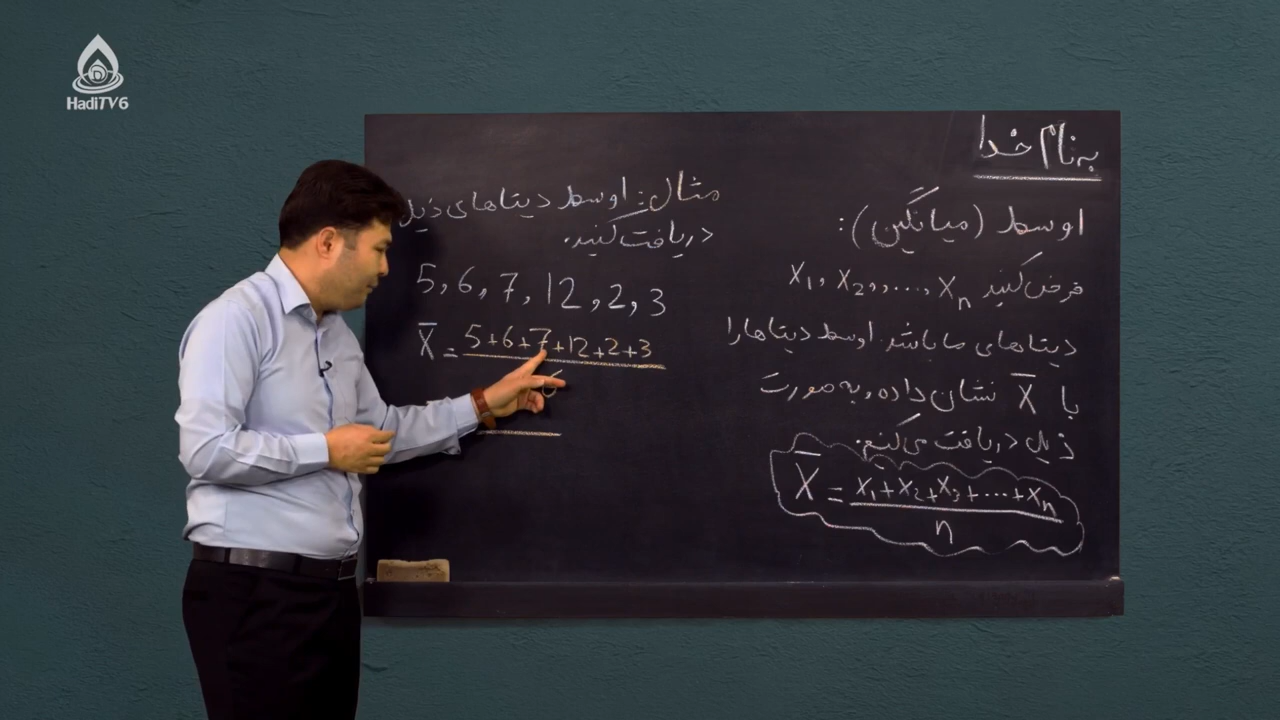 HadiTV6
به نام خدا
اوسط (میانگین):
فرض کنید X₁, X₂, ..., Xₙ
دیتاهای ما باشد. اوسط دیتاها را
با X̄ نشان داده و به صورت
ذیل دریافت می‌کنیم.
X̄ = (X₁+X₂+X₃+...+Xₙ)/n
مثال: اوسط دیتاهای ذیل
دریافت کنید.
5, 6, 7, 12, 2, 3
X̄ = 5+6+7+12+2+3